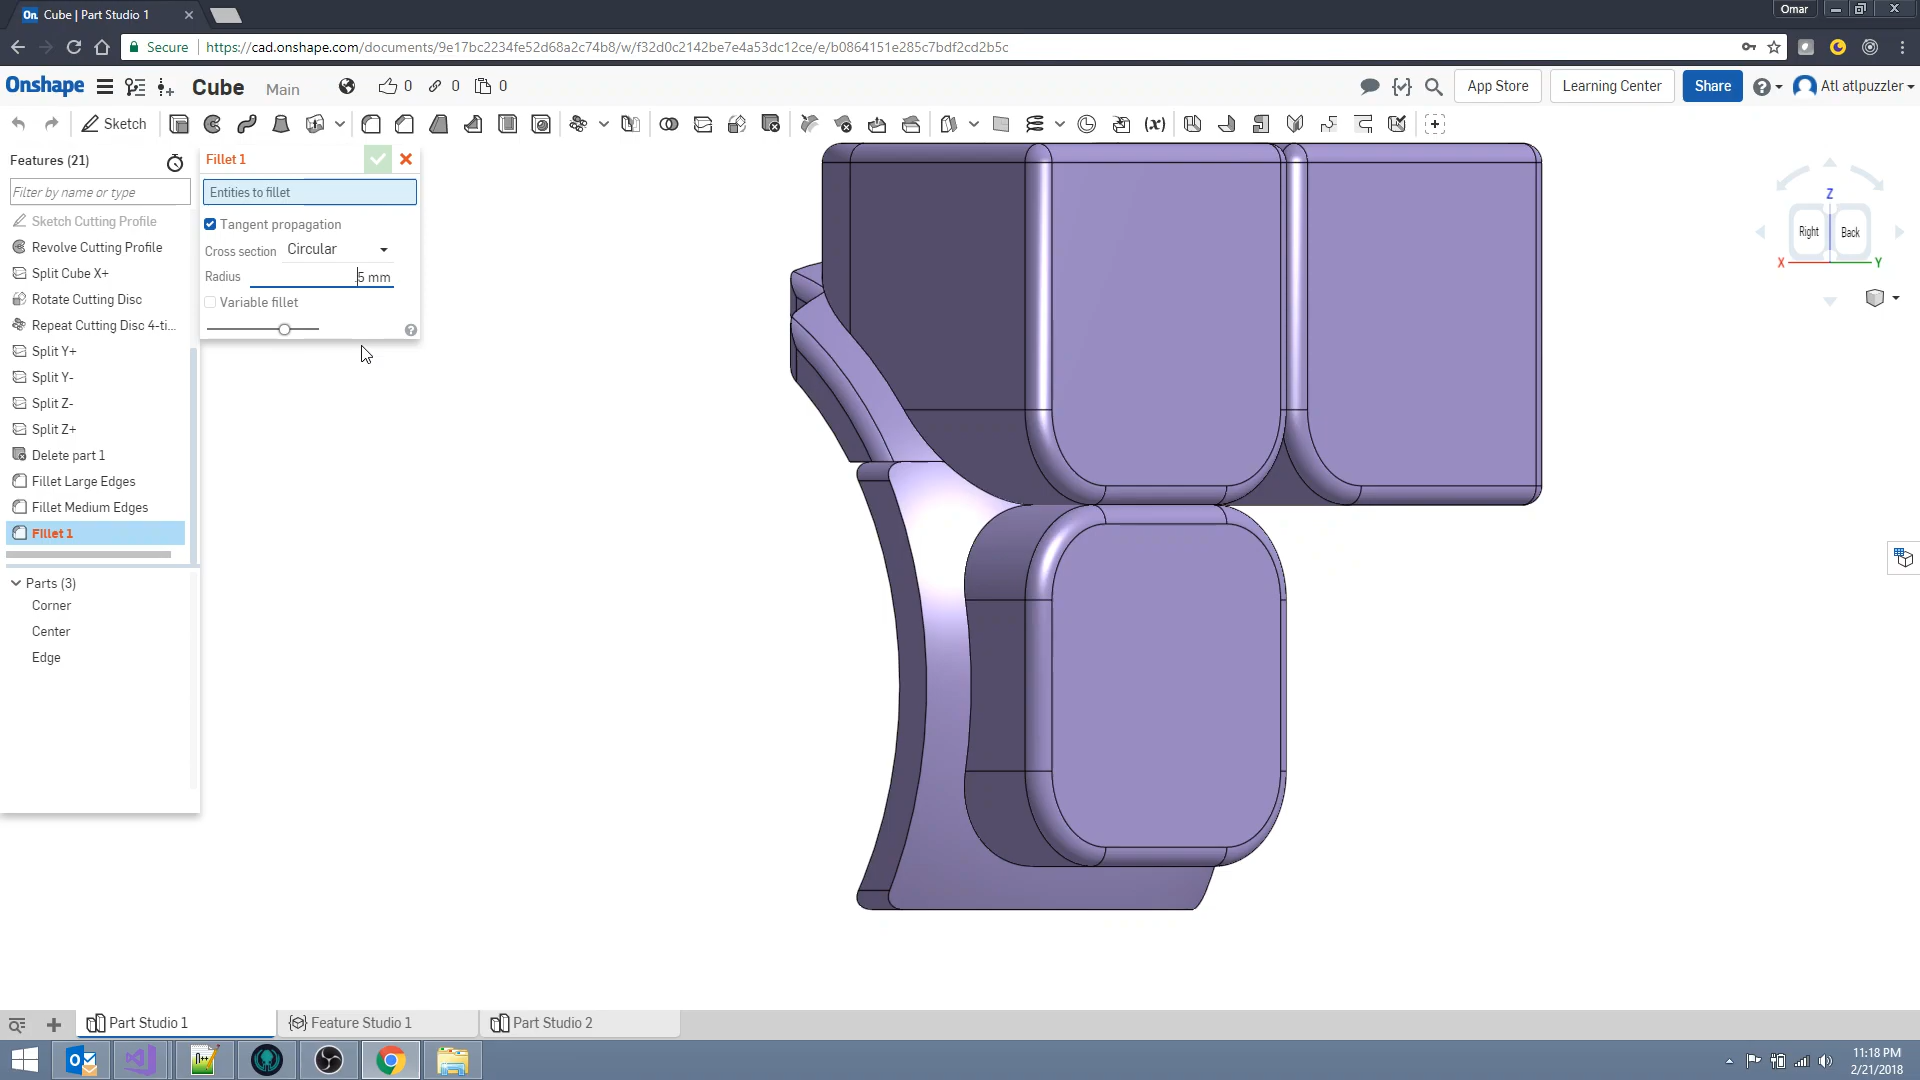 Cube | Part Studio 1
Omar
Secure
https://cad.onshape.com/documents/9e17bc2234fe52d68a2c74b8/w/f32d0c2142be7e4a53dc12ce/e/b0864151e285c7bdf2cd2b5c
Onshape
Cube
Main
0
0
0
App Store
Learning Center
Share
Atl atlpuzzler
Sketch
Features (21)
Filter by name or type
Sketch Cutting Profile
Revolve Cutting Profile
Split Cube X+
Rotate Cutting Disc
Repeat Cutting Disc 4-ti...
Split Y+
Split Y-
Split Z-
Split Z+
Delete part 1
Fillet Large Edges
Fillet Medium Edges
Fillet 1
Parts (3)
Corner
Center
Edge
Fillet 1
Entities to fillet
Tangent propagation
Cross section Circular
Radius .5 mm
Variable fillet
Z
Right
Back
X
Y
Part Studio 1
Feature Studio 1
Part Studio 2
11:18 PM
2/21/2018